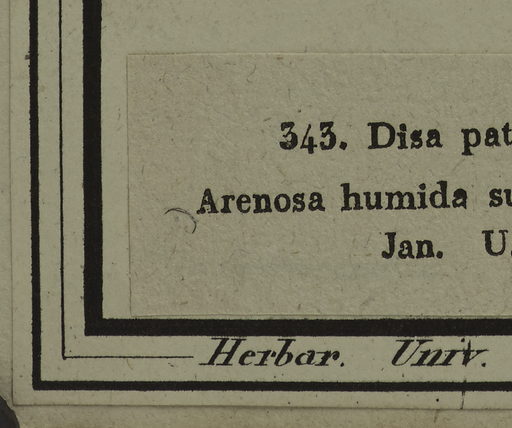 343. Disa pat
Arenosa humida su
Jan. U.
Herbar. Univ.